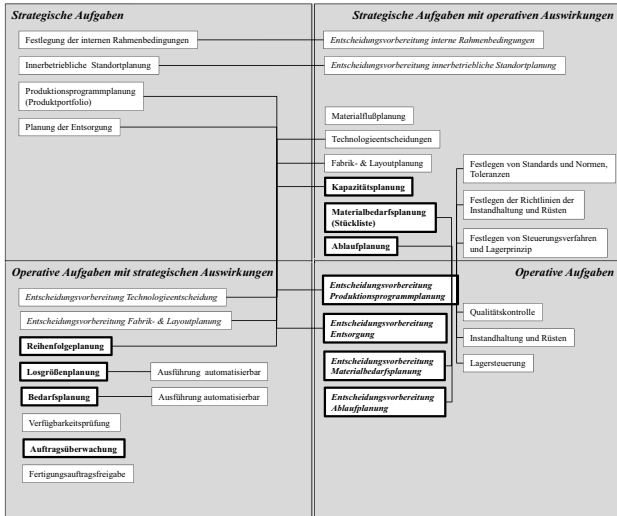 Strategische Aufgaben
Festlegung der internen Rahmenbedingungen
Innerbetriebliche Standortplanung
Produktionsprogrammplanung
(Produktportfolio)
Planung der Entsorgung
Strategische Aufgaben mit operativen Auswirkungen
Entscheidungsvorbereitung interne Rahmenbedingungen
Entscheidungsvorbereitung innerbetriebliche Standortplanung
Materialflußplanung
Technologieentscheidungen
Fabrik- & Layoutplanung
Kapazitätsplanung
Materialbedarfsplanung
(Stückliste)
Ablaufplanung
Festlegen von Standards und Normen,
Toleranzen
Festlegen der Richtlinien der
Instandhaltung und Rüsten
Festlegen von Steuerungsverfahren
und Lagerprinzip
Operative Aufgaben mit strategischen Auswirkungen
Entscheidungsvorbereitung Technologieentscheidung
Entscheidungsvorbereitung Fabrik- & Layoutplanung
Reihenfolgeplanung
Losgrößenplanung
Ausführung automatisierbar
Bedarfsplanung
Ausführung automatisierbar
Verfügbarkeitsprüfung
Auftragsüberwachung
Fertigungsauftragsfreigabe
Operative Aufgaben
Entscheidungsvorbereitung
Produktionsprogrammplanung
Entscheidungsvorbereitung
Entsorgung
Entscheidungsvorbereitung
Materialbedarfsplanung
Entscheidungsvorbereitung
Ablaufplanung
Qualitätskontrolle
Instandhaltung und Rüsten
Lagersteuerung